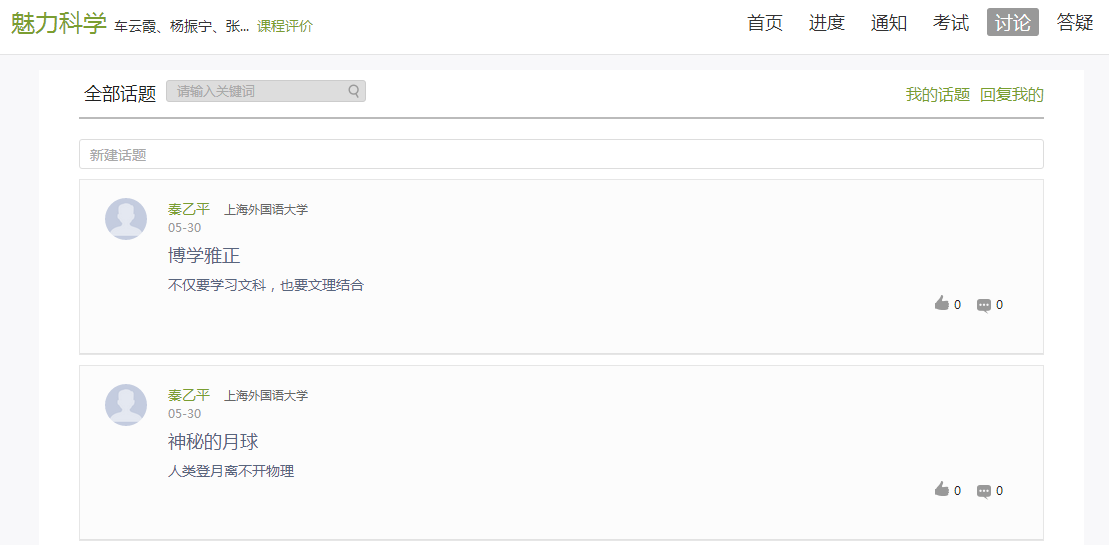 魅力科学 车云霞、杨振宁、张... 课程评价 首页 进度 通知 考试 讨论 答疑
全部话题 请输入关键词 我的话题 回复我的
新建话题
秦乙平 上海外国语大学
05-30
博学雅正
不仅要学习文科，也要文理结合
0 0
秦乙平 上海外国语大学
05-30
神秘的月球
人类登月离不开物理
0 0